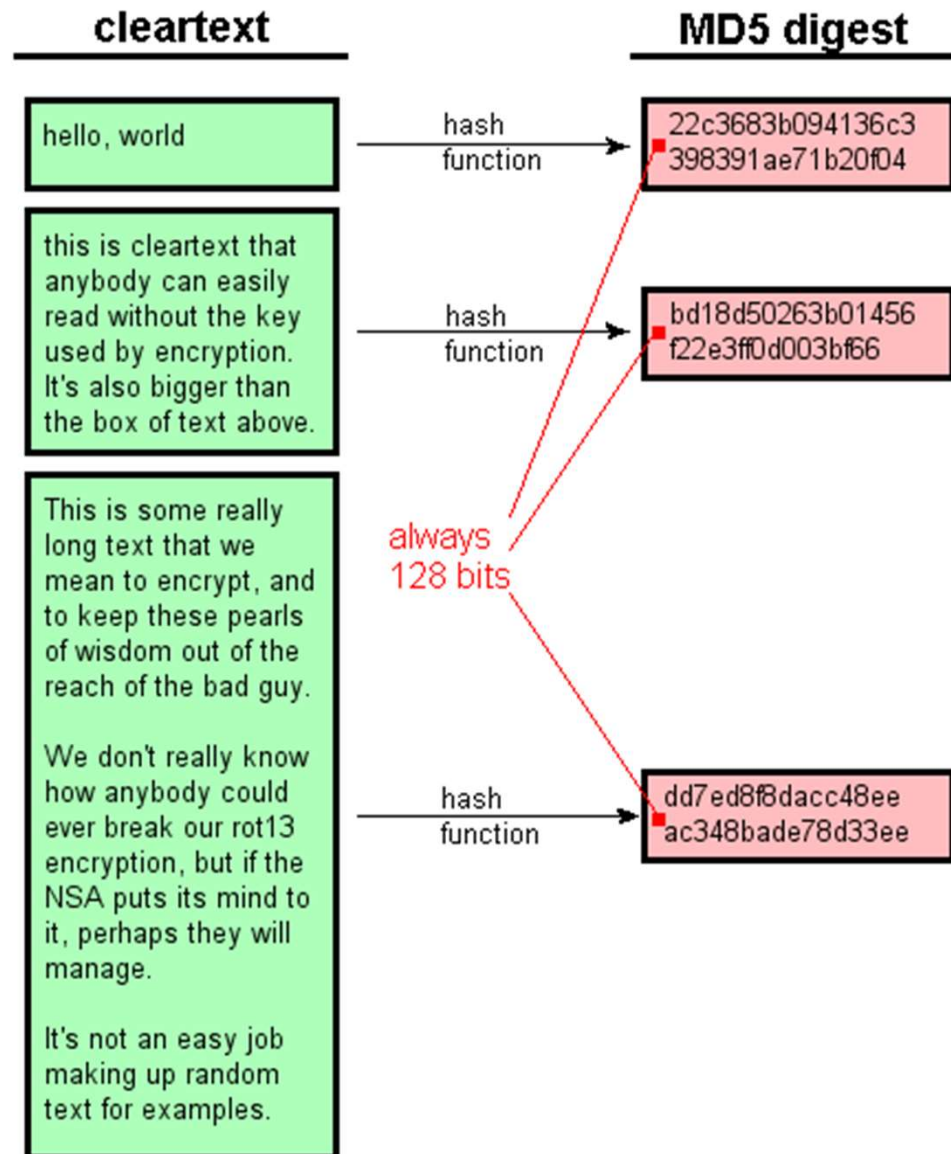 cleartext
MD5 digest
hello, world
hash
function
22c3683b094136c3
398391ae71b20f04
this is cleartext that
anybody can easily
read without the key
used by encryption.
It's also bigger than
the box of text above.
hash
function
bd18d50263b01456
f22e3ff0d003bf66
always
128 bits
This is some really
long text that we
mean to encrypt, and
to keep these pearls
of wisdom out of the
reach of the bad guy.
We don't really know
how anybody could
ever break our rot13
encryption, but if the
NSA puts its mind to
it, perhaps they will
manage.
It's not an easy job
making up random
text for examples.
hash
function
dd7ed8f8dacc48ee
ac348bade78d33ee